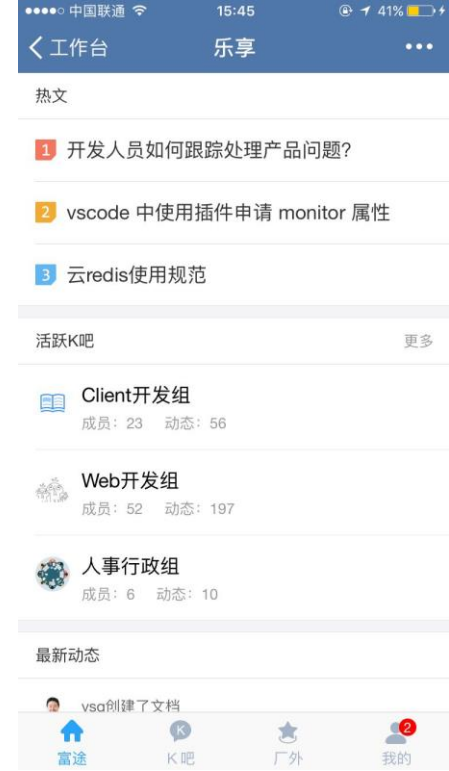 中国联通 15:45 41%
工作台 乐享
热文
1 开发人员如何跟踪处理产品问题?
2 vscode 中使用插件申请 monitor 属性
3 云redis使用规范
活跃K吧 更多
Client开发组
成员: 23 动态: 56
Web开发组
成员: 52 动态: 197
人事行政组
成员: 6 动态: 10
最新动态
vsq创建了文档
K 2
富途 K吧 厂外 我的